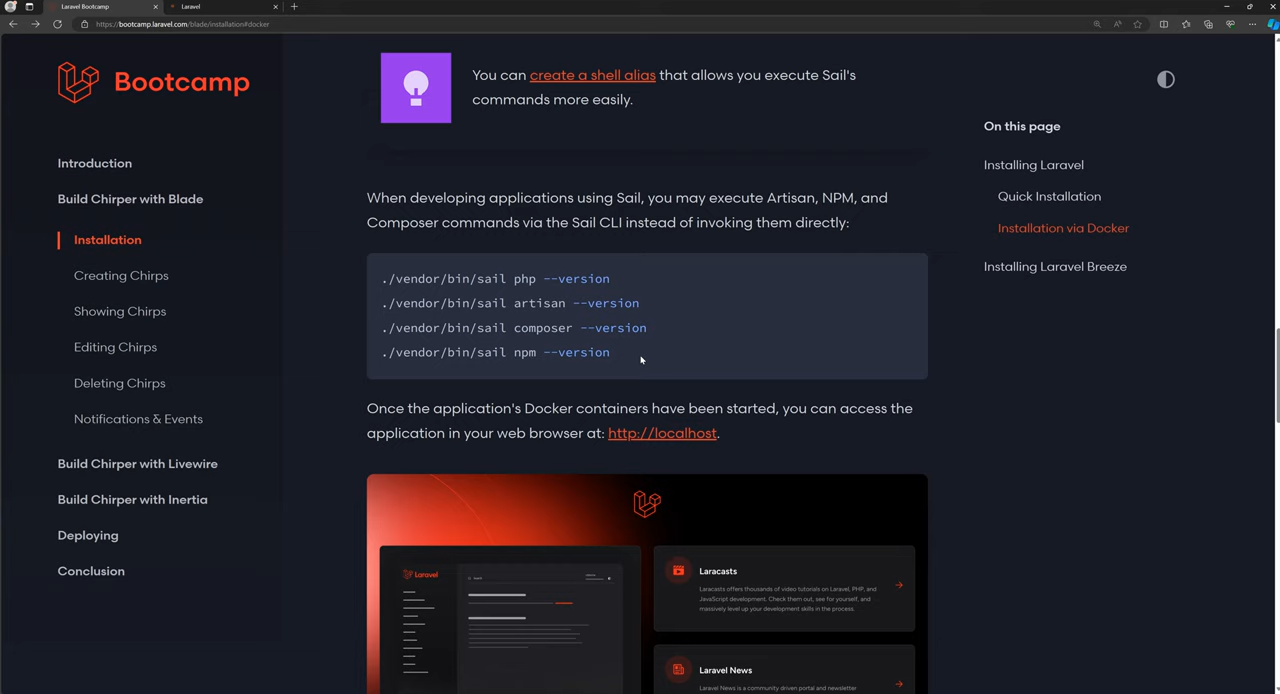 Laravel Bootcamp
Laravel
https://bootcamp.laravel.com/blade/installation#docker
Bootcamp
Introduction
Build Chirper with Blade
Installation
Creating Chirps
Showing Chirps
Editing Chirps
Deleting Chirps
Notifications & Events
Build Chirper with Livewire
Build Chirper with Inertia
Deploying
Conclusion
You can create a shell alias that allows you execute Sail's
commands more easily.
When developing applications using Sail, you may execute Artisan, NPM, and
Composer commands via the Sail CLI instead of invoking them directly:
./vendor/bin/sail php --version
./vendor/bin/sail artisan --version
./vendor/bin/sail composer --version
./vendor/bin/sail npm --version
Once the application's Docker containers have been started, you can access the
application in your web browser at: http://localhost.
Laravel
Laracasts
Laracasts offers thousands of video tutorials on Laravel, PHP, and
JavaScript development. Check them out, see for yourself, and
massively level up your development skills in the process.
Laravel News
Laravel News is a community driven portal and newsletter
On this page
Installing Laravel
Quick Installation
Installation via Docker
Installing Laravel Breeze